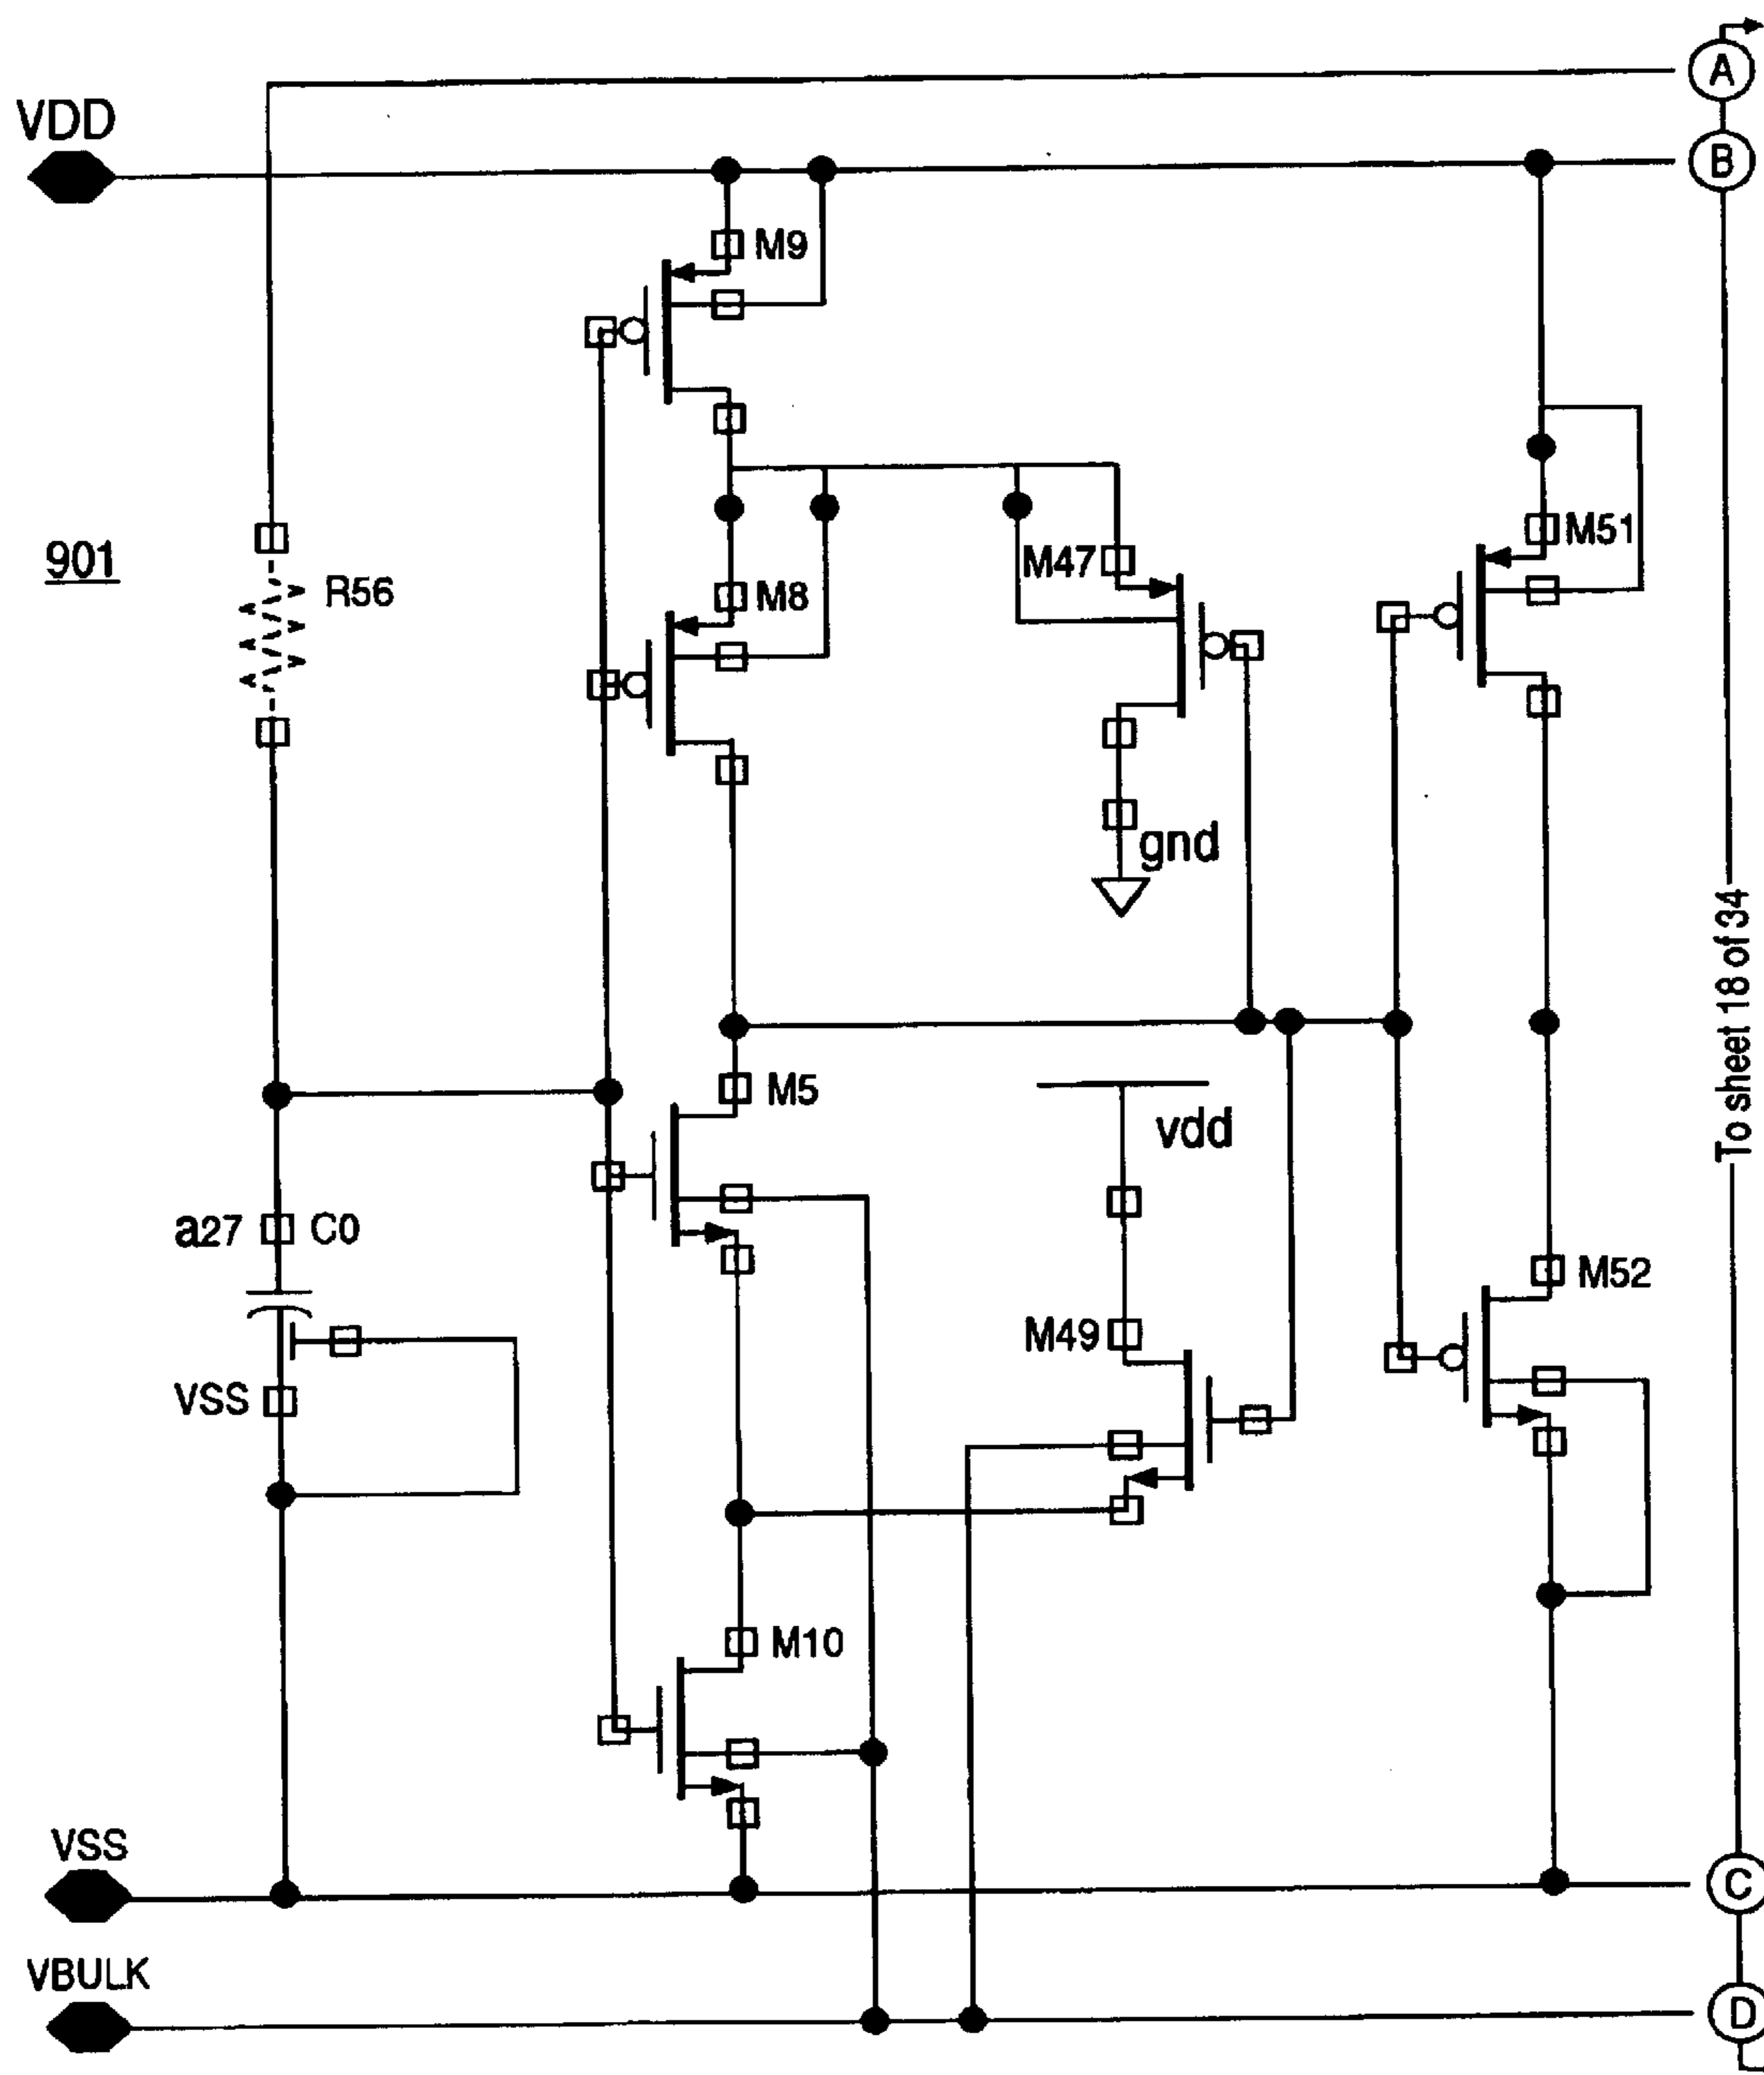 A
VDD
B
M9
901
R56
M8
M47
M51
gnd
To sheet 18 of 34
M5
vdd
a27
C0
M52
M49
VSS
M10
VSS
C
VBULK
D